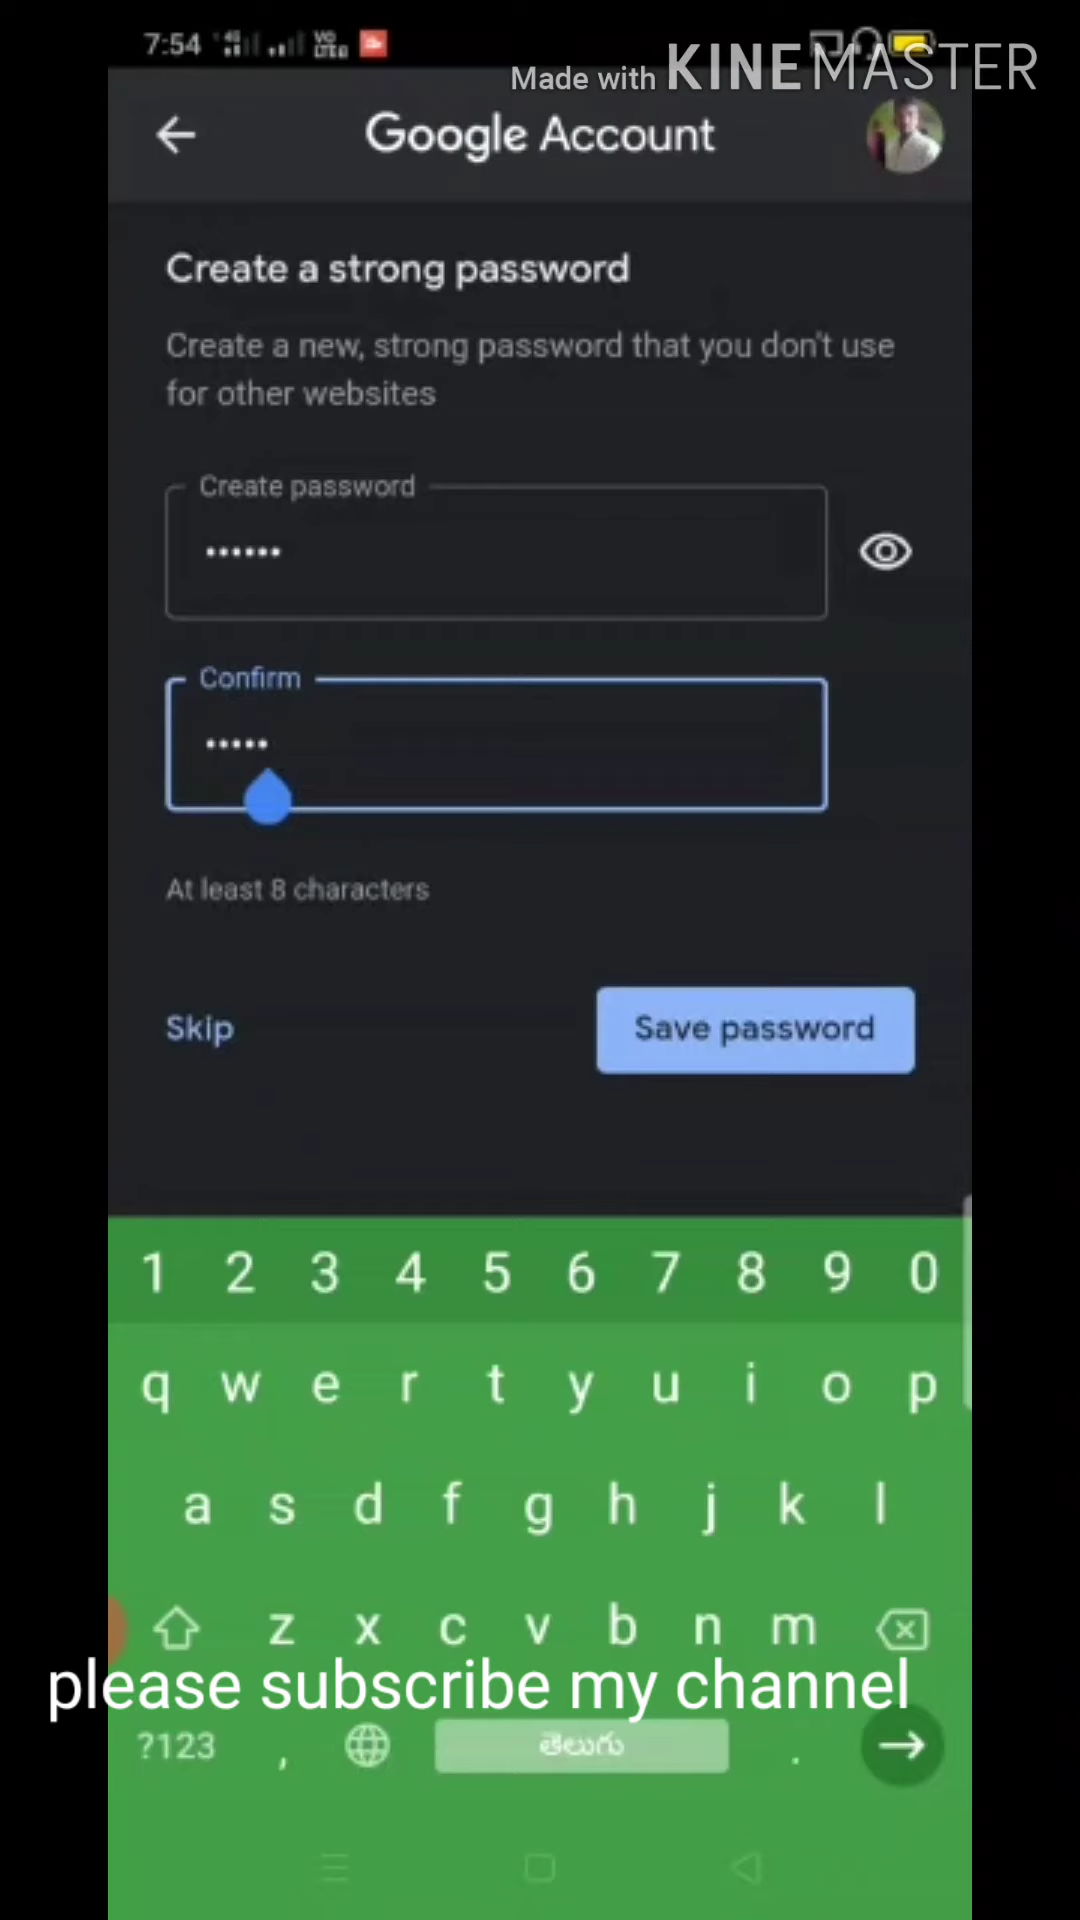 7:54
Made with KINEMASTER
Google Account
Create a strong password
Create a new, strong password that you don't use
for other websites
Create password
••••••
Confirm
•••••
At least 8 characters
Skip
Save password
1 2 3 4 5 6 7 8 9 0
q w e r t y u i o p
a s d f g h j k l
z x c v b n m
please subscribe my channel
?123 , తెలుగు .